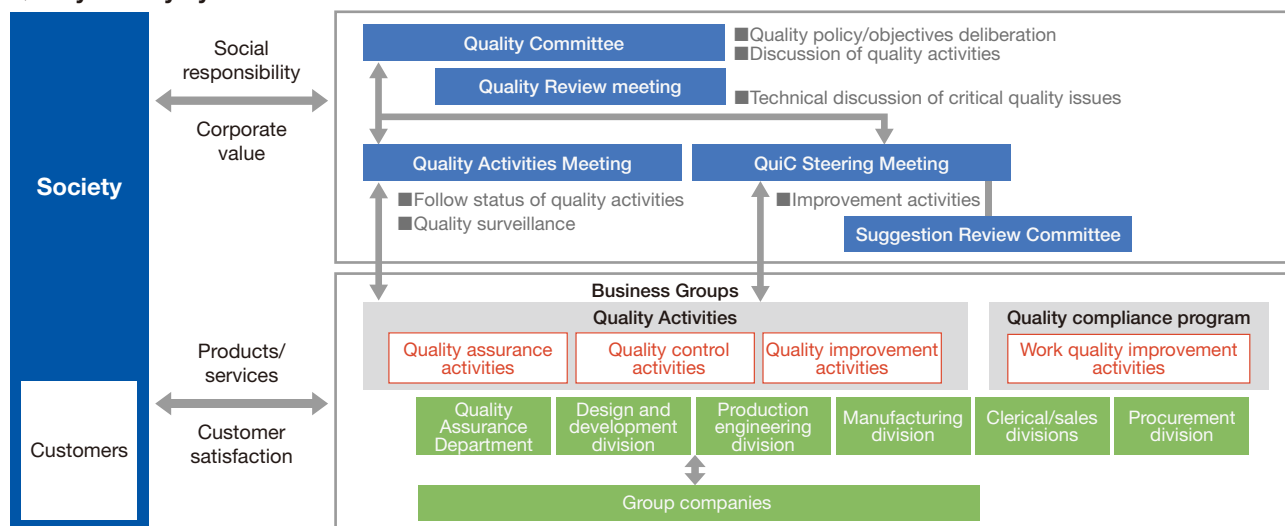 Society
Customers
Social
responsibility
Corporate
value
Products/
services
Customer
satisfaction
Quality Committee
■Quality policy/objectives deliberation
■Discussion of quality activities
Quality Review meeting
■Technical discussion of critical quality issues
Quality Activities Meeting
QuiC Steering Meeting
■Follow status of quality activities
■Quality surveillance
■Improvement activities
Suggestion Review Committee
Business Groups
Quality Activities
Quality compliance program
Quality assurance
activities
Quality control
activities
Quality improvement
activities
Work quality improvement
activities
Quality
Assurance
Department
Design and
development
division
Production
engineering
division
Manufacturing
division
Clerical/sales
divisions
Procurement
division
Group companies